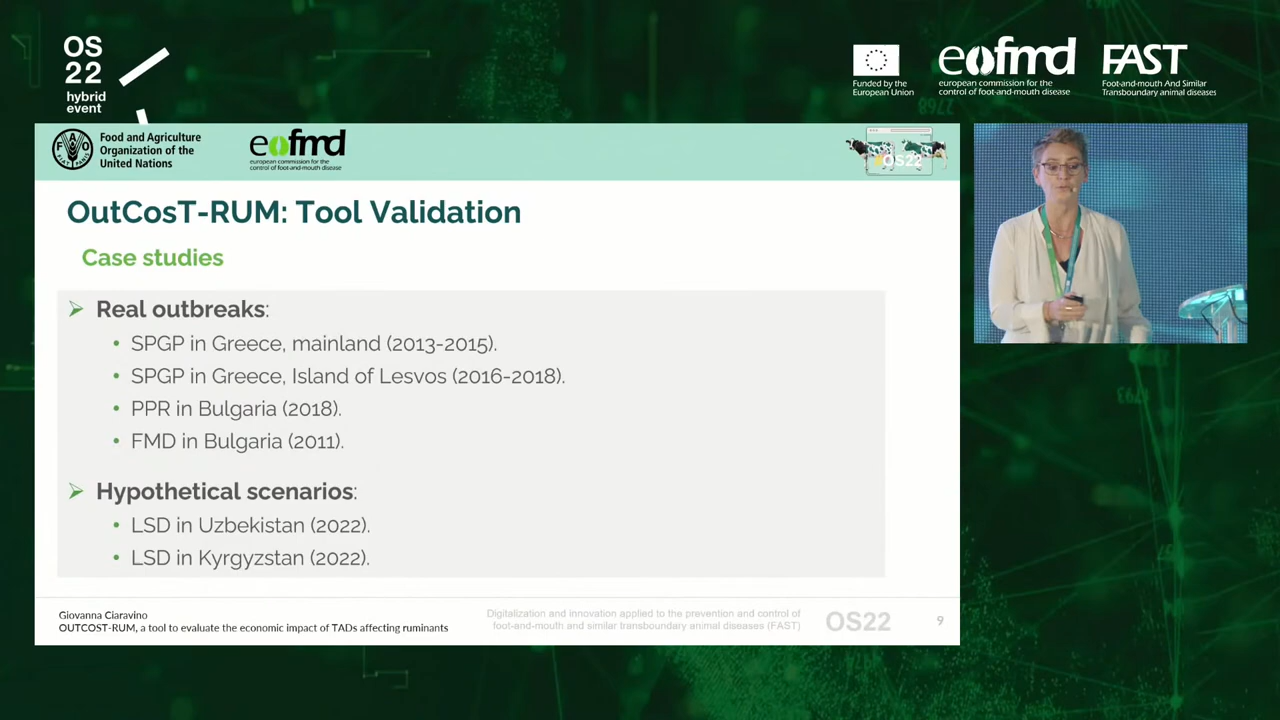 OS
22
hybrid
event
Funded by the
European Union
eofmd
european commission for the
control of foot-and-mouth disease
FAST
Foot-and-mouth And Similar
Transboundary animal diseases
Food and Agriculture
Organization of the
United Nations
eofmd
european commission for the
control of foot-and-mouth disease
OS22
OutCosT-RUM: Tool Validation
Case studies
➢ Real outbreaks:
• SPGP in Greece, mainland (2013-2015).
• SPGP in Greece, Island of Lesvos (2016-2018).
• PPR in Bulgaria (2018).
• FMD in Bulgaria (2011).
➢ Hypothetical scenarios:
• LSD in Uzbekistan (2022).
• LSD in Kyrgyzstan (2022).
Giovanna Ciaravino
OUTCOST-RUM, a tool to evaluate the economic impact of TADs affecting ruminants
Digitalization and innovation applied to the prevention and control of
foot-and-mouth and similar transboundary animal diseases (FAST)
OS22
9